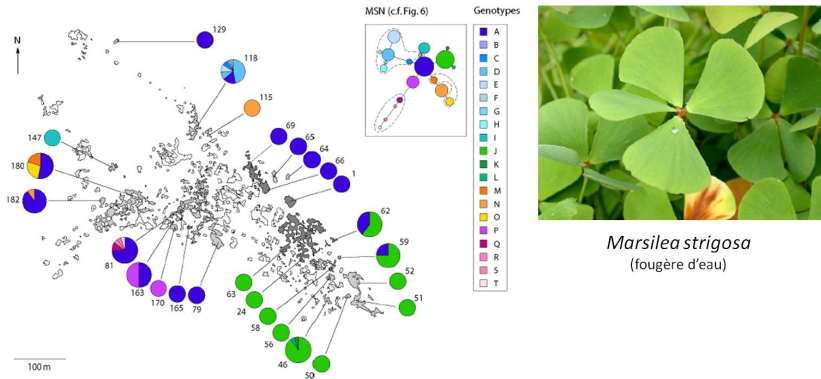 MSN (c.f. Fig. 6)
Genotypes
A
B
C
D
E
F
G
H
I
J
K
L
M
N
O
P
Q
R
S
T
N
129
118
115
147
69
65
64
66
1
180
182
62
59
52
51
81
163
170
165
79
63
24
58
56
46
50
100 m
Marsilea strigosa
(fougère d'eau)